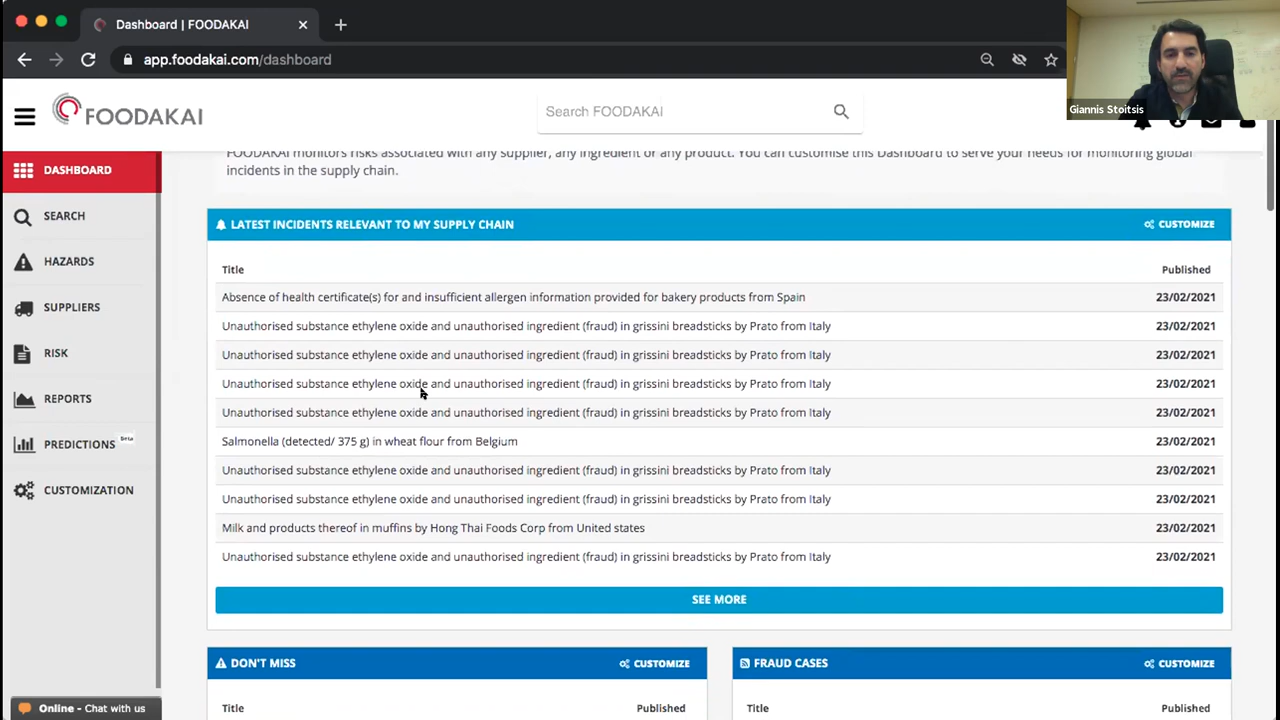 Dashboard | FOODAKAI
app.foodakai.com/dashboard
Giannis Stoitsis
FOODAKAI
Search FOODAKAI
DASHBOARD
SEARCH
HAZARDS
SUPPLIERS
RISK
REPORTS
PREDICTIONS Beta
CUSTOMIZATION
FOODAKAI monitors risks associated with any supplier, any ingredient or any product. You can customise this Dashboard to serve your needs for monitoring global
incidents in the supply chain.
LATEST INCIDENTS RELEVANT TO MY SUPPLY CHAIN CUSTOMIZE
Title Published
Absence of health certificate(s) for and insufficient allergen information provided for bakery products from Spain 23/02/2021
Unauthorised substance ethylene oxide and unauthorised ingredient (fraud) in grissini breadsticks by Prato from Italy 23/02/2021
Unauthorised substance ethylene oxide and unauthorised ingredient (fraud) in grissini breadsticks by Prato from Italy 23/02/2021
Unauthorised substance ethylene oxide and unauthorised ingredient (fraud) in grissini breadsticks by Prato from Italy 23/02/2021
Unauthorised substance ethylene oxide and unauthorised ingredient (fraud) in grissini breadsticks by Prato from Italy 23/02/2021
Salmonella (detected/ 375 g) in wheat flour from Belgium 23/02/2021
Unauthorised substance ethylene oxide and unauthorised ingredient (fraud) in grissini breadsticks by Prato from Italy 23/02/2021
Unauthorised substance ethylene oxide and unauthorised ingredient (fraud) in grissini breadsticks by Prato from Italy 23/02/2021
Milk and products thereof in muffins by Hong Thai Foods Corp from United states 23/02/2021
Unauthorised substance ethylene oxide and unauthorised ingredient (fraud) in grissini breadsticks by Prato from Italy 23/02/2021
SEE MORE
DON'T MISS CUSTOMIZE
Title Published
FRAUD CASES CUSTOMIZE
Title Published
Online - Chat with us